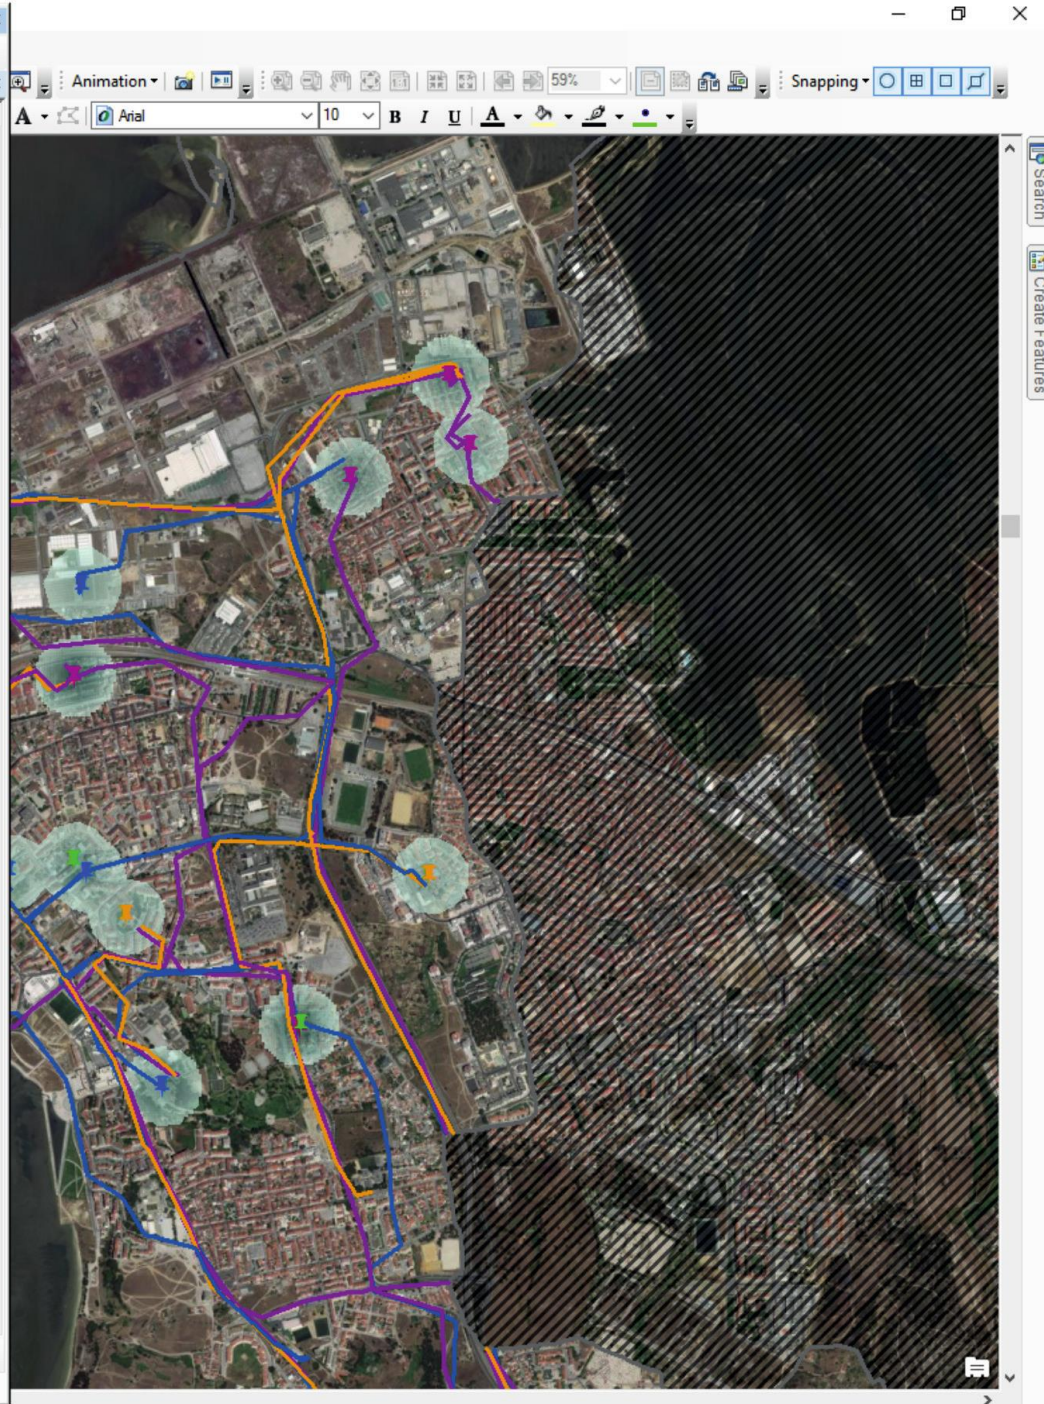 Animation
59%
Snapping
A
Arial
10
B
I
U
A
Search
Create Features